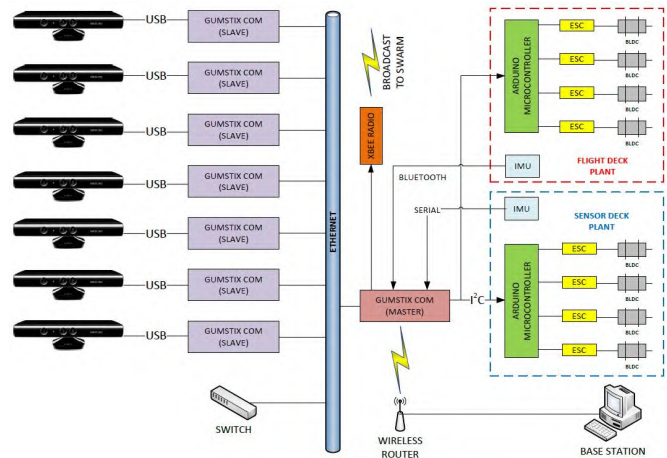 USB
GUMSTIX COM
(SLAVE)
USB
GUMSTIX COM
(SLAVE)
USB
GUMSTIX COM
(SLAVE)
USB
GUMSTIX COM
(SLAVE)
USB
GUMSTIX COM
(SLAVE)
USB
GUMSTIX COM
(SLAVE)
USB
GUMSTIX COM
(SLAVE)
SWITCH
ETHERNET
BROADCAST
TO SWARM
XBEE RADIO
BLUETOOTH
SERIAL
GUMSTIX COM
(MASTER)
I²C
WIRELESS
ROUTER
BASE STATION
ARDUINO
MICROCONTROLLER
ESC
BLDC
ESC
BLDC
ESC
BLDC
ESC
BLDC
IMU
FLIGHT DECK
PLANT
IMU
SENSOR DECK
PLANT
ARDUINO
MICROCONTROLLER
ESC
BLDC
ESC
BLDC
ESC
BLDC
ESC
BLDC